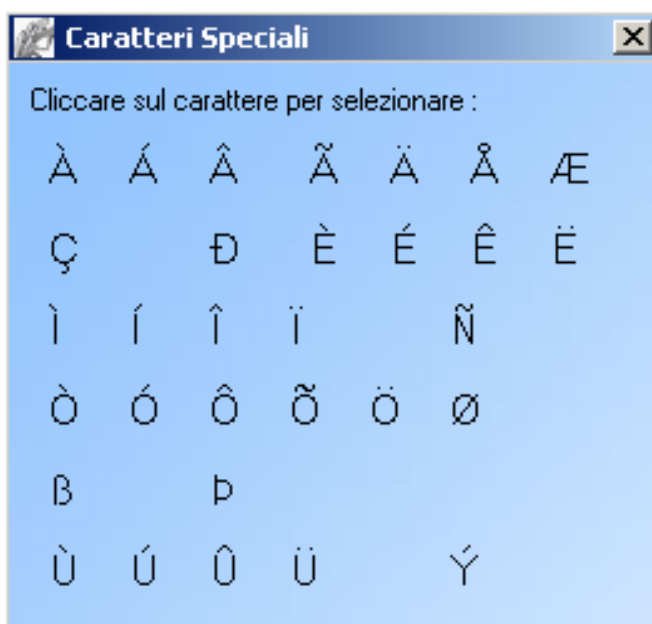 Caratteri Speciali
Cliccare sul carattere per selezionare :
À Á Â Ã Ä Å Æ
Ç Ð È É Ê Ë
Ì Í Î Ï Ñ
Ò Ó Ô Õ Ö Ø
ß Þ
Ù Ú Û Ü Ý